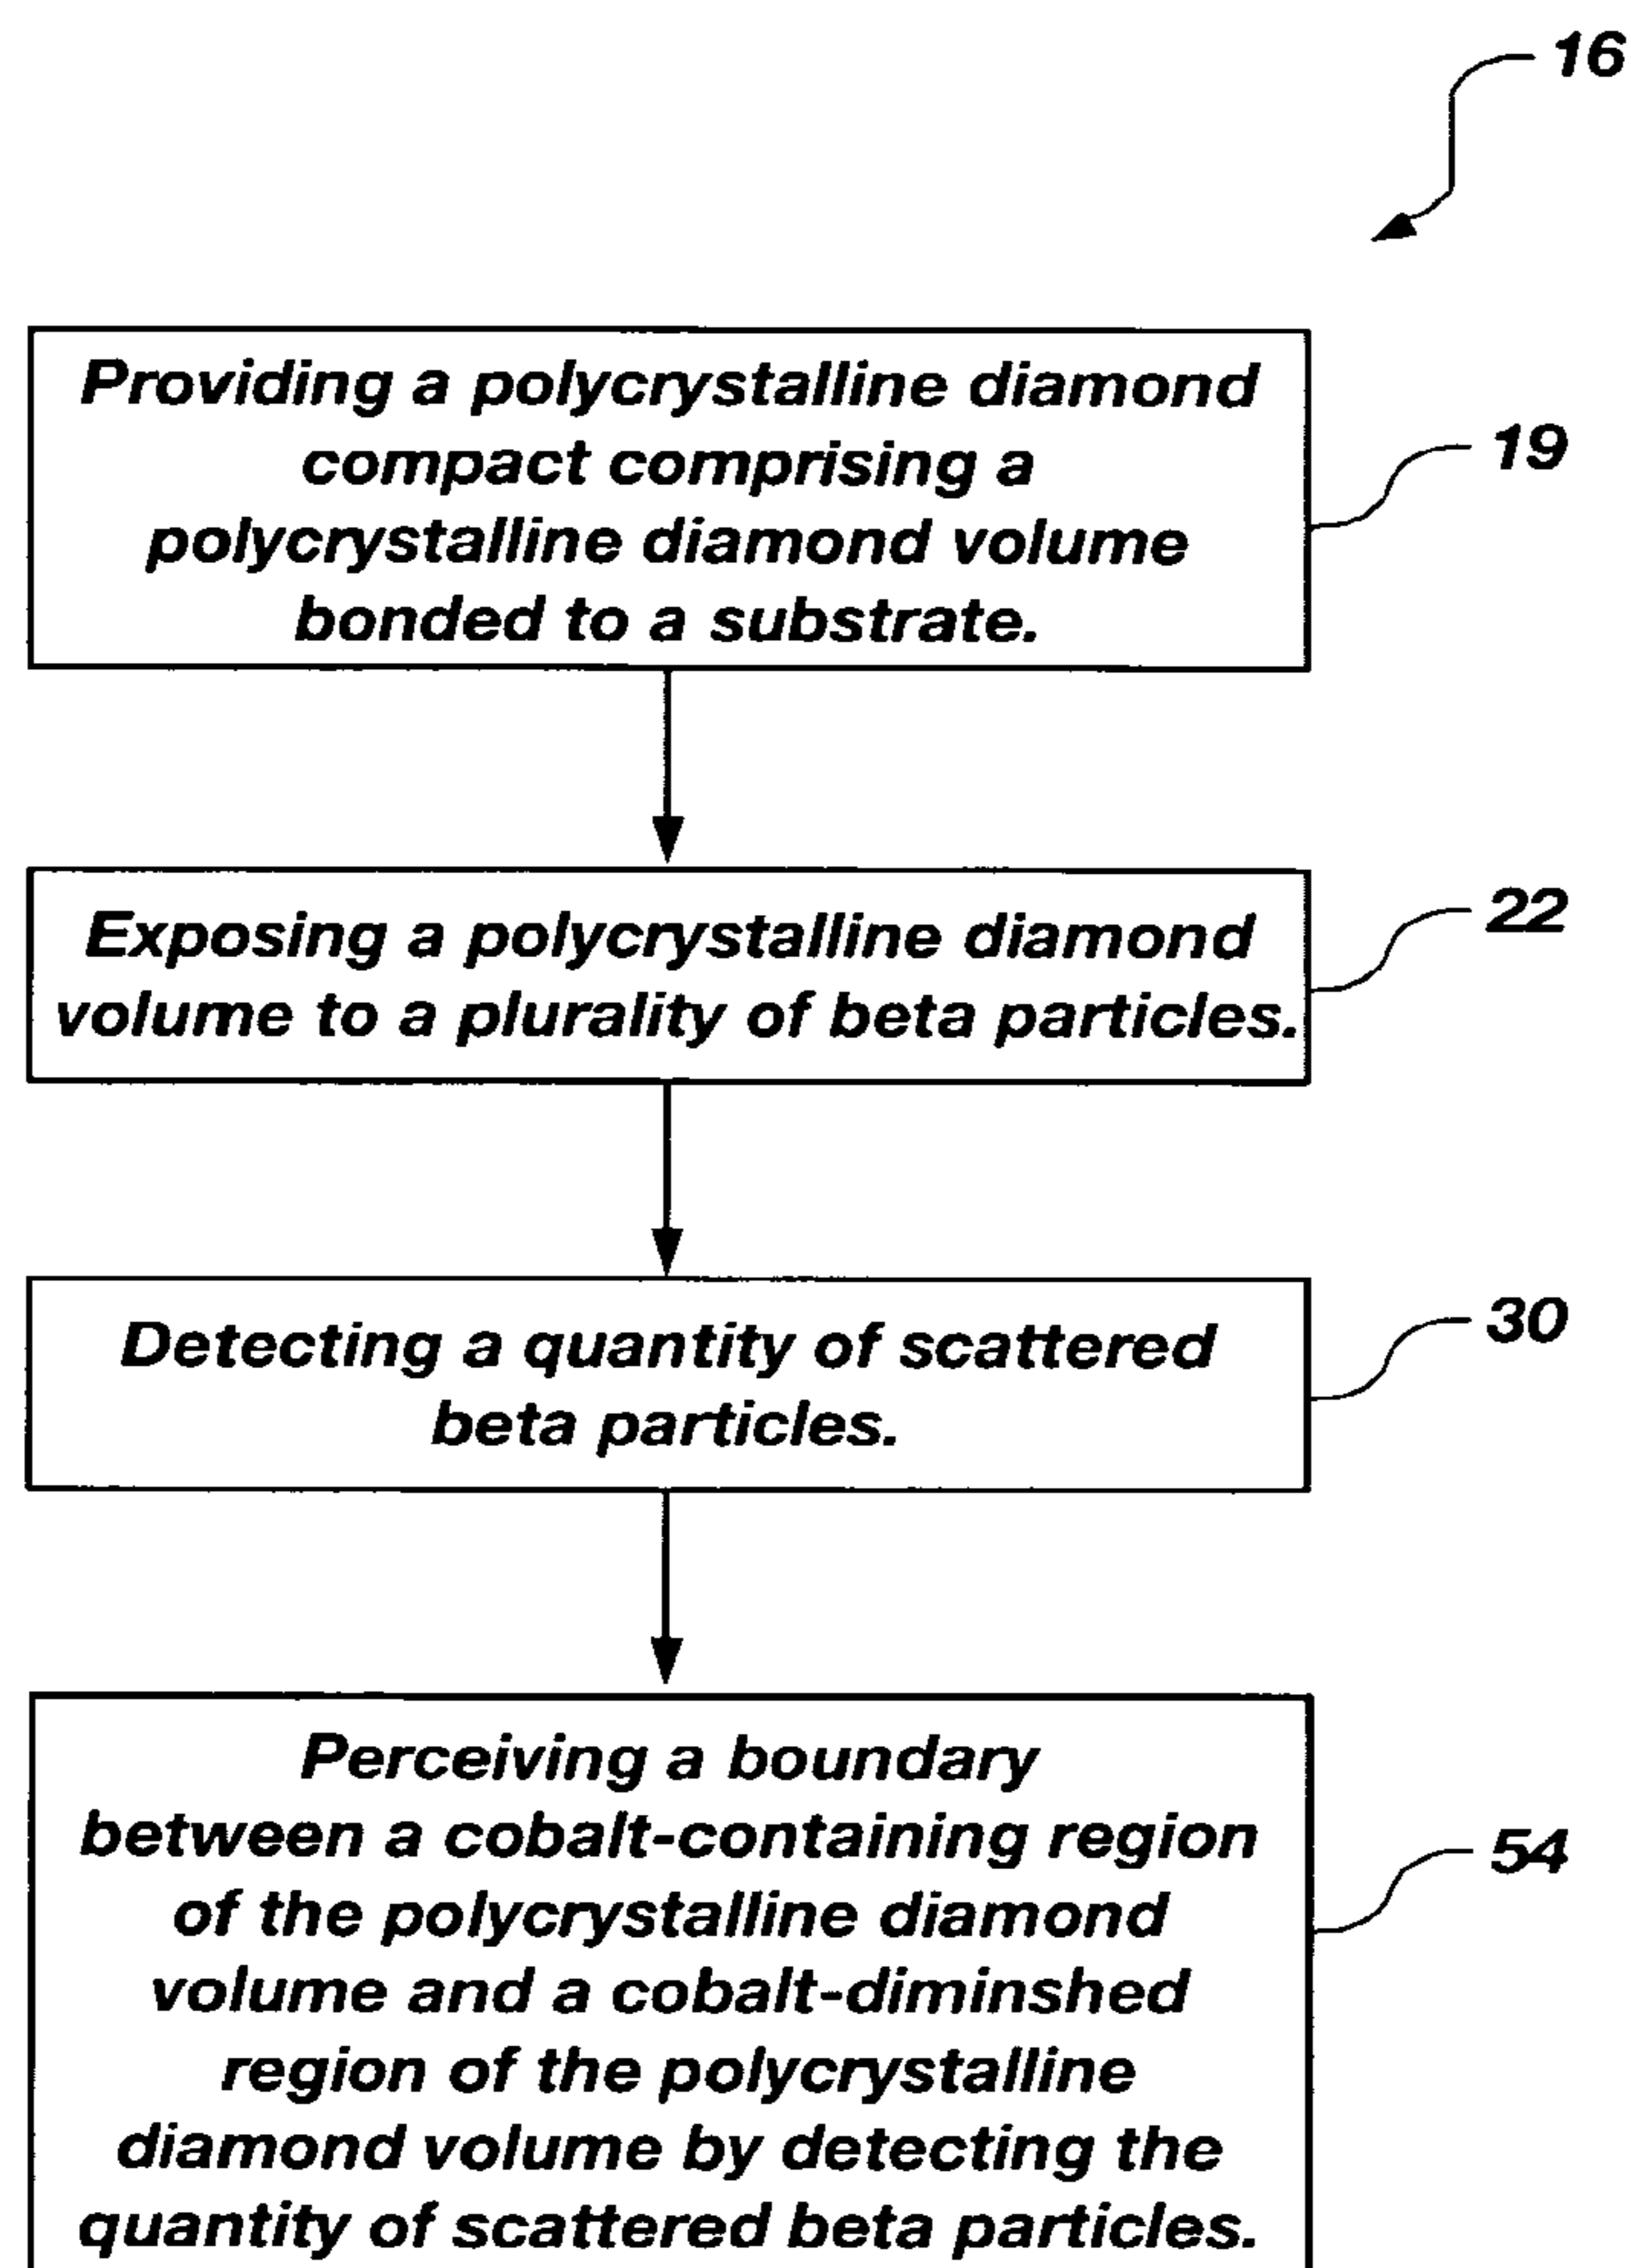 16
Providing a polycrystalline diamond
compact comprising a
polycrystalline diamond volume
bonded to a substrate.
19
Exposing a polycrystalline diamond
volume to a plurality of beta particles.
22
Detecting a quantity of scattered
beta particles.
30
Perceiving a boundary
between a cobalt-containing region
of the polycrystalline diamond
volume and a cobalt-diminshed
region of the polycrystalline
diamond volume by detecting the
quantity of scattered beta particles.
54